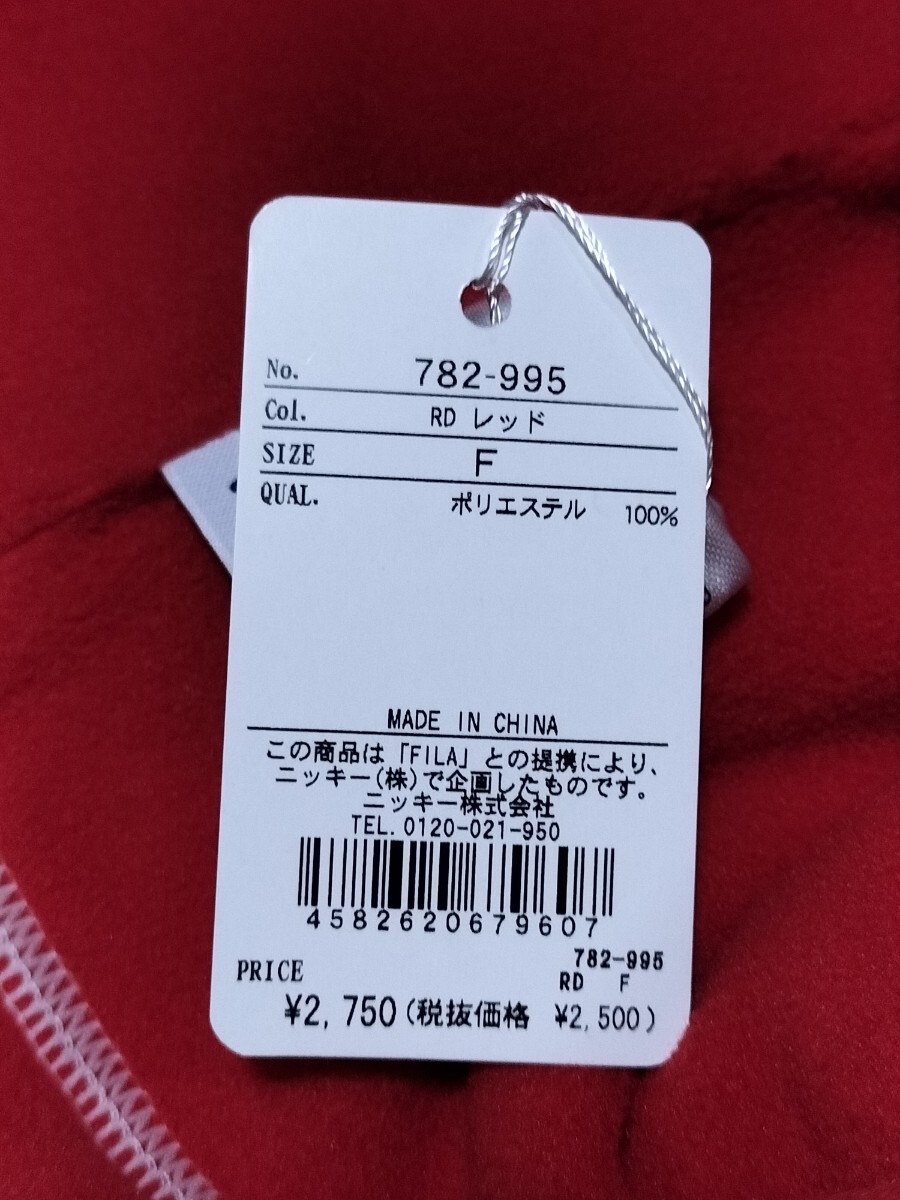 No. 782-995
Col. RD レッド
SIZE F
QUAL. ポリエステル 100%
MADE IN CHINA
この商品は「FILA」との提携により、
ニッキー(株)で企画したものです。
ニッキー株式会社
TEL. 0120-021-950
4582620679607
782-995
PRICE RD F
¥2,750(税抜価格 ¥2,500)